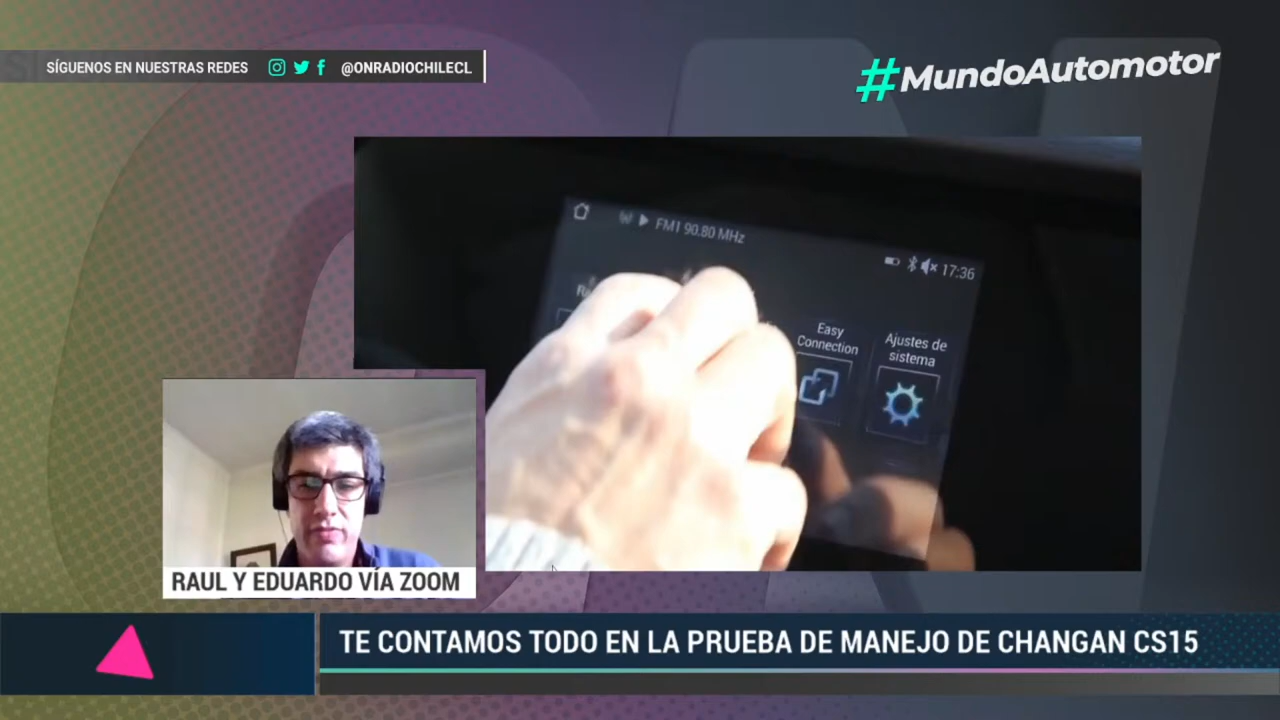 SÍGUENOS EN NUESTRAS REDES @ONRADIOCHILECL
#MundoAutomotor
FM1 90.80 MHz
17:36
Easy
Connection
Ajustes de
sistema
RAUL Y EDUARDO VÍA ZOOM
TE CONTAMOS TODO EN LA PRUEBA DE MANEJO DE CHANGAN CS15